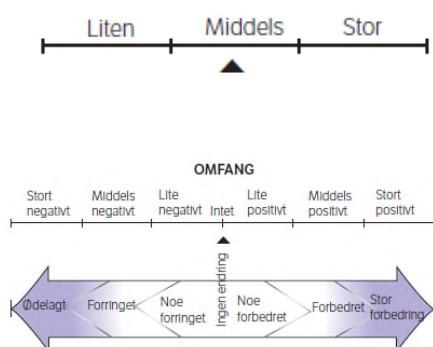 Liten Middels Stor
OMFANG
Stort negativt
Middels negativt
Lite negativt
Intet
Lite positivt
Middels positivt
Stort positivt
Ødelagt
Forringet
Noe forringet
Ingen endring
Noe forbedret
Forbedret
Stor forbedring